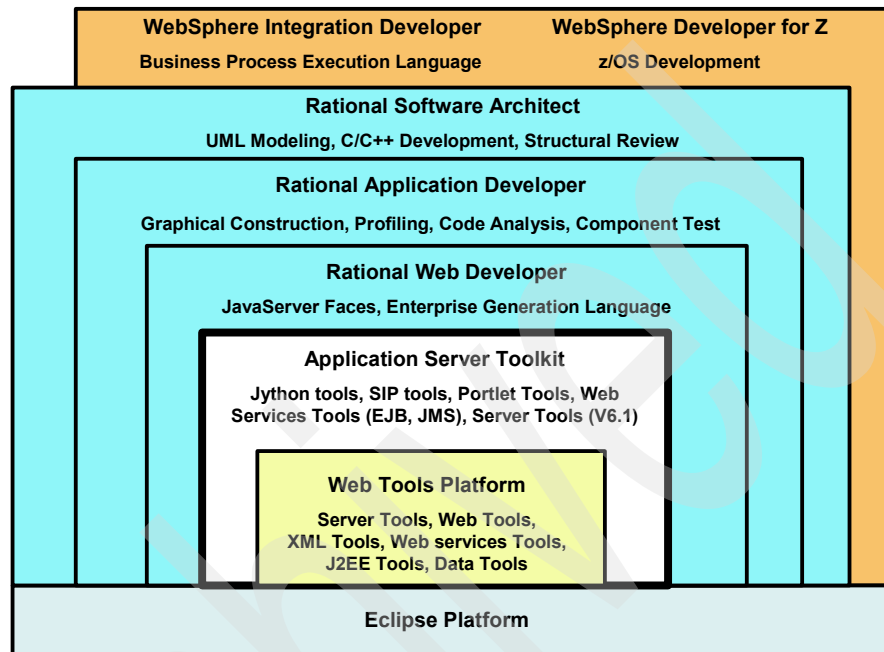 WebSphere Integration Developer
WebSphere Developer for Z
Business Process Execution Language
z/OS Development
Rational Software Architect
UML Modeling, C/C++ Development, Structural Review
Rational Application Developer
Graphical Construction, Profiling, Code Analysis, Component Test
Rational Web Developer
JavaServer Faces, Enterprise Generation Language
Application Server Toolkit
Jython tools, SIP tools, Portlet Tools, Web
Services Tools (EJB, JMS), Server Tools (V6.1)
Web Tools Platform
Server Tools, Web Tools,
XML Tools, Web services Tools,
J2EE Tools, Data Tools
Eclipse Platform